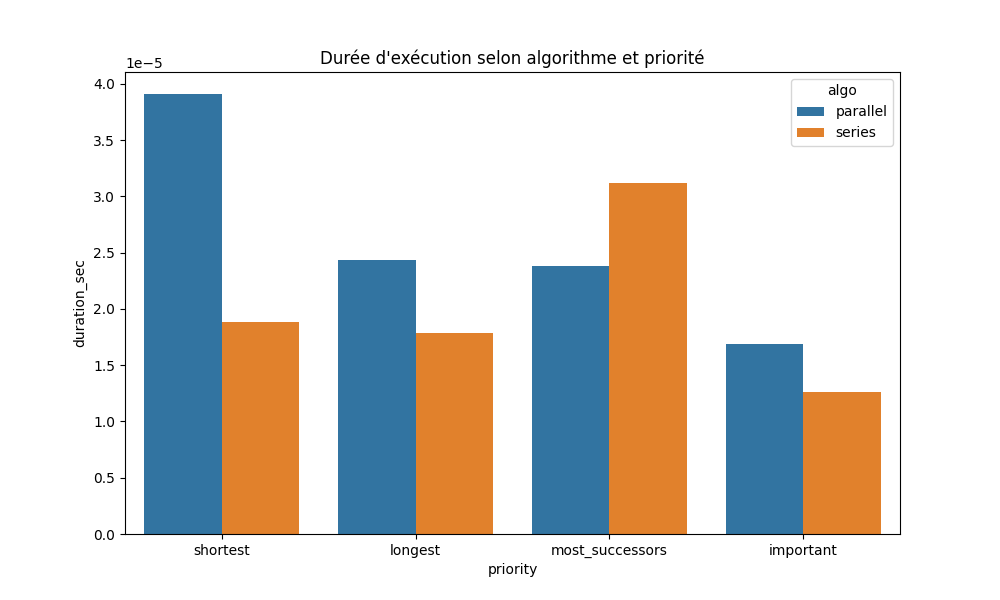 Durée d'exécution selon algorithme et priorité
1e−5
4.0
3.5
3.0
2.5
2.0
1.5
1.0
0.5
0.0
duration_sec
algo
parallel
series
shortest
longest
most_successors
important
priority